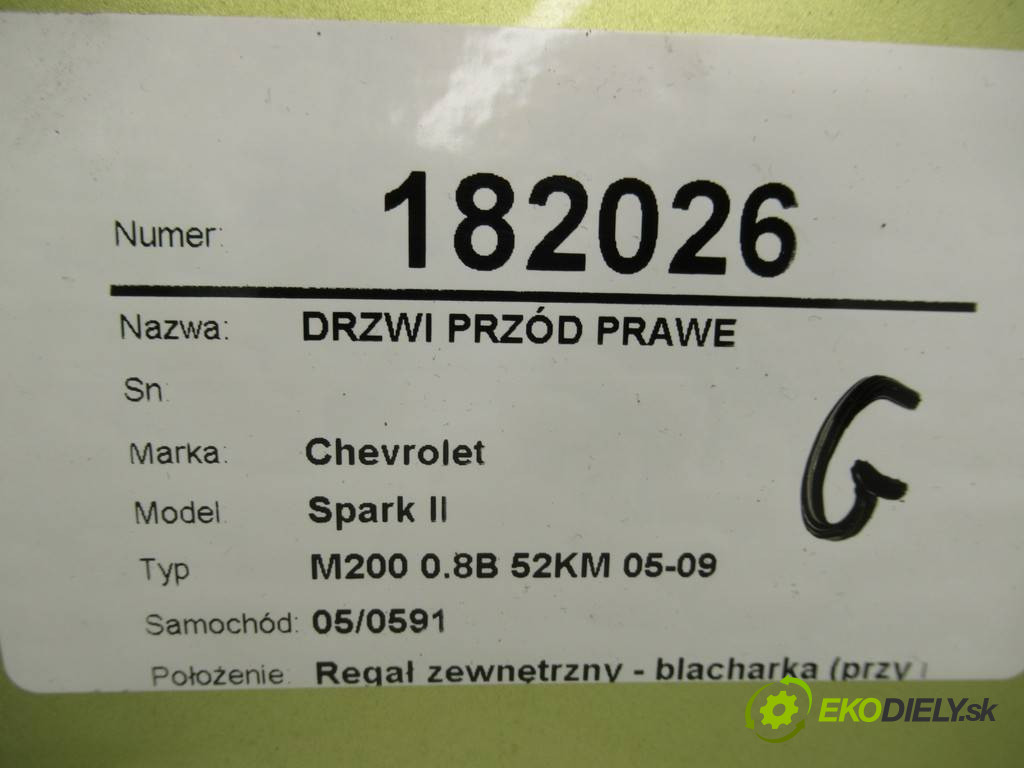 Numer: 182026
Nazwa: DRZWI PRZÓD PRAWE
Sn
G
Marka: Chevrolet
Model Spark II
Typ M200 0.8B 52KM 05-09
Samochód: 05/0591
Położenie: Regał zewnętrzny - blacharka (przy
EKODIELY.sk